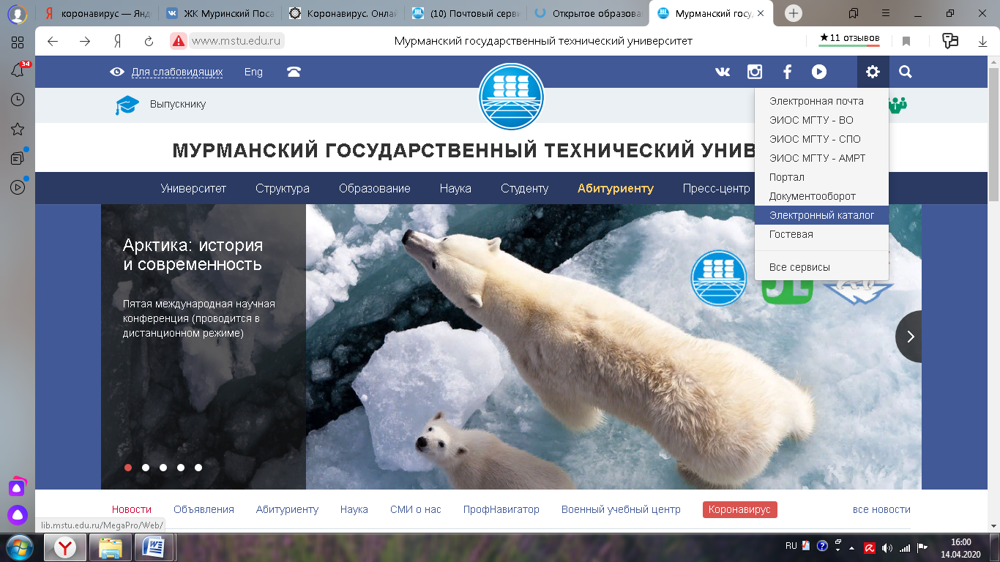 коронавирус — Янд
ЖК Муринский Поса
Коронавирус. Онлай
(10) Почтовый серви
Открытое образова
Мурманский госу
www.mstu.edu.ru
Мурманский государственный технический университет
★11 отзывов
34
Для слабовидящих
Eng
Выпускнику
МУРМАНСКИЙ ГОСУДАРСТВЕННЫЙ ТЕХНИЧЕСКИЙ УНИВ
Университет
Структура
Образование
Наука
Студенту
Абитуриенту
Пресс-центр
Электронная почта
ЭИОС МГТУ - ВО
ЭИОС МГТУ - СПО
ЭИОС МГТУ - АМРТ
Портал
Документооборот
Электронный каталог
Гостевая
Все сервисы
Арктика: история
и современность
Пятая международная научная
конференция (проводится в
дистанционном режиме)
Новости
Объявления
Абитуриенту
Наука
СМИ о нас
ПрофНавигатор
Военный учебный центр
Коронавирус
все новости
lib.mstu.edu.ru/MegaPro/Web/
RU
16:00
14.04.2020